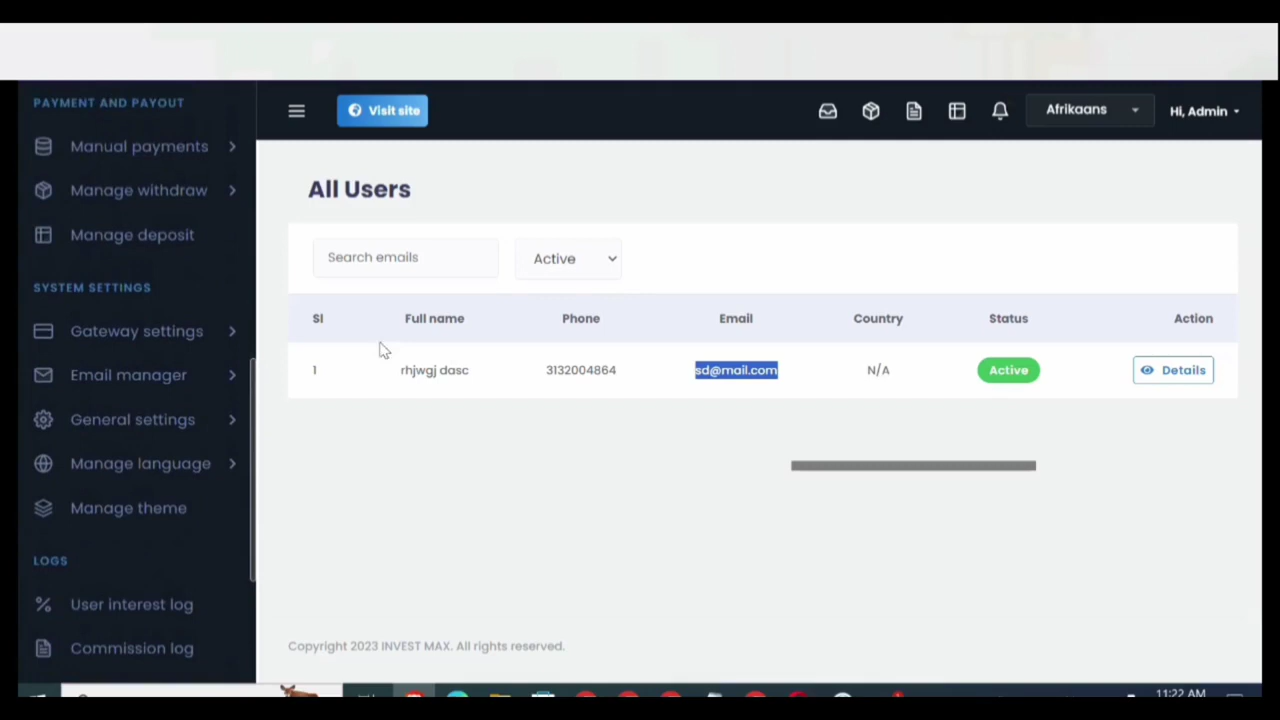 PAYMENT AND PAYOUT
Manual payments
Manage withdraw
Manage deposit
SYSTEM SETTINGS
Gateway settings
Email manager
General settings
Manage language
Manage theme
LOGS
User interest log
Commission log
Visit site
Afrikaans
Hi, Admin
All Users
Search emails
Active
Sl Full name Phone Email Country Status Action
1 rhjwgj dasc 3132004864 sd@mail.com N/A Active Details
Copyright 2023 INVEST MAX. All rights reserved.
11:22 AM